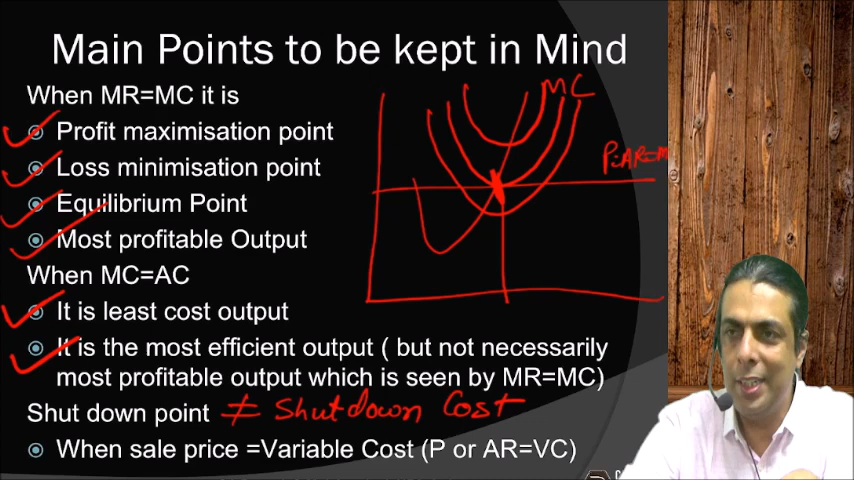 Main Points to be kept in Mind
When MR=MC it is
Profit maximisation point
Loss minimisation point
Equilibrium Point
Most profitable Output
When MC=AC
It is least cost output
It is the most efficient output ( but not necessarily
most profitable output which is seen by MR=MC)
Shut down point ≠ Shutdown Cost
When sale price =Variable Cost (P or AR=VC)
MC
P=AR=M